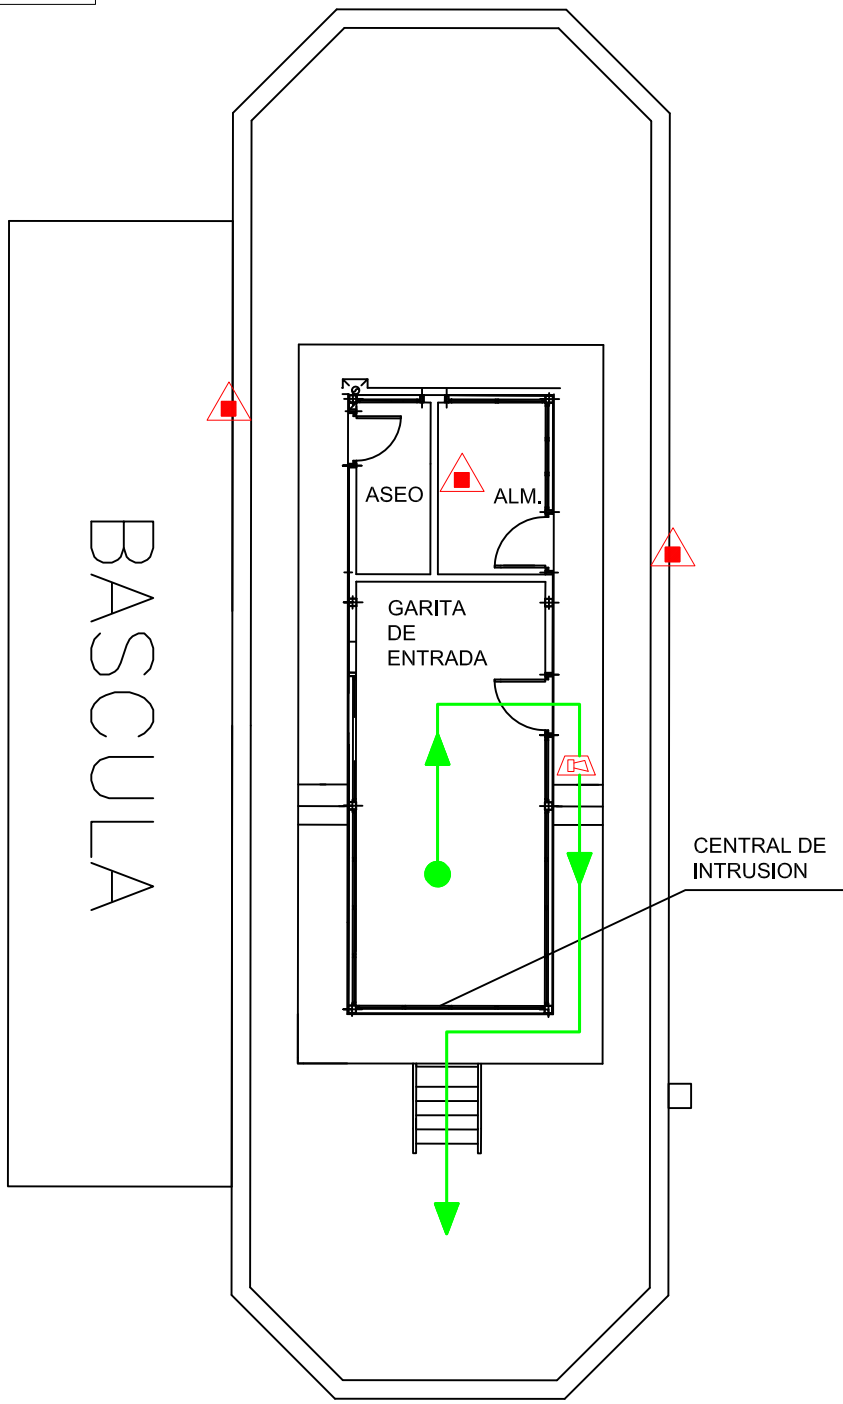 ASEO
ALM.
GARITA
DE
ENTRADA
BASCULA
CENTRAL DE
INTRUSION